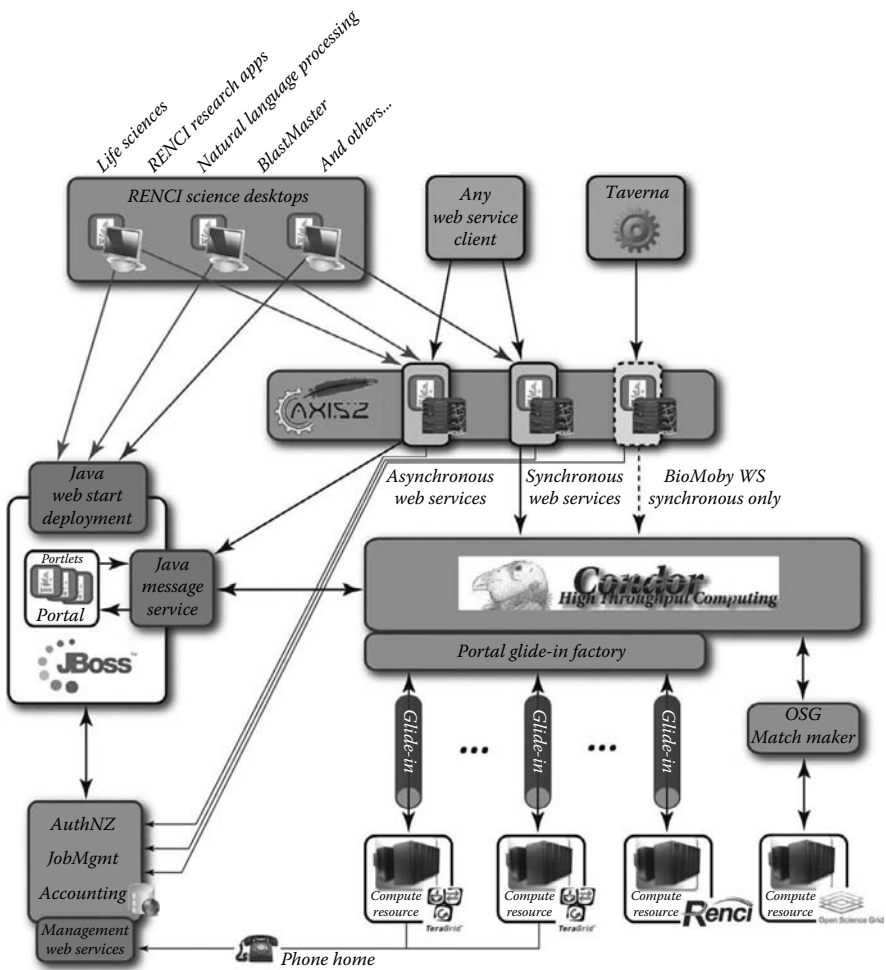 Life sciences
RENCI research apps
Natural language processing
BlastMaster
And others...
RENCI science desktops
Any
web service
client
Taverna
AXIS2
Asynchronous
web services
Synchronous
web services
BioMoby WS
synchronous only
Java
web start
deployment
Portlets
Portal
Java
message
service
JBoss™
Condor
High Throughput Computing
Portal glide-in factory
Glide-in
...
Glide-in
...
Glide-in
OSG
Match maker
AuthNZ
JobMgmt
Accounting
Management
web services
Compute
resource
TeraGrid™
Compute
resource
TeraGrid™
Compute
resource
Renci
Compute
resource
Open Science Grid
Phone home